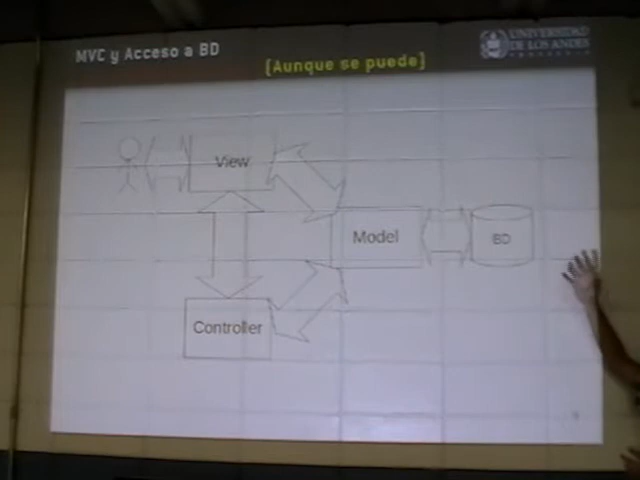 MVC y Acceso a BD
(Aunque se puede)
UNIVERSIDAD
DE LOS ANDES
View
Model
BD
Controller